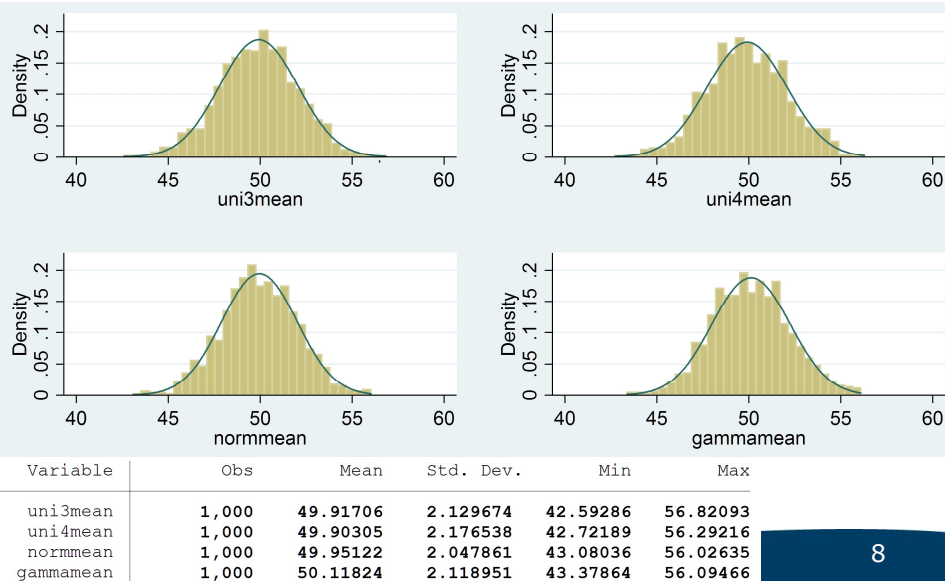 Density
0 .05 .1 .15 .2
40 45 50 55 60
uni3mean
Density
0 .05 .1 .15 .2
40 45 50 55 60
uni4mean
Density
0 .05 .1 .15 .2
40 45 50 55 60
normmean
Density
0 .05 .1 .15 .2
40 45 50 55 60
gammamean
Variable Obs Mean Std. Dev. Min Max
uni3mean 1,000 49.91706 2.129674 42.59286 56.82093
uni4mean 1,000 49.90305 2.176538 42.72189 56.29216
normmean 1,000 49.95122 2.047861 43.08036 56.02635
gammamean 1,000 50.11824 2.118951 43.37864 56.09466
8